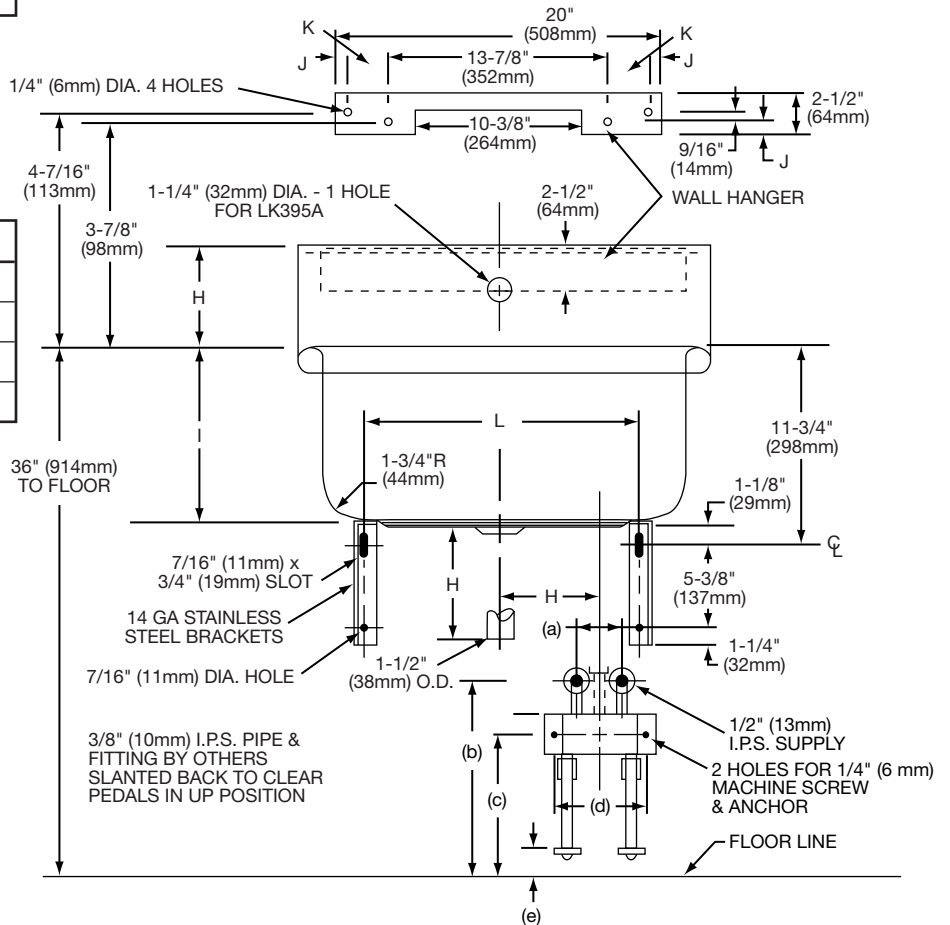 20"
(508mm)
K
K
J
J
13-7/8"
(352mm)
1/4" (6mm) DIA. 4 HOLES
2-1/2"
(64mm)
10-3/8"
(264mm)
9/16"
(14mm)
J
4-7/16"
(113mm)
1-1/4" (32mm) DIA. - 1 HOLE
FOR LK395A
2-1/2"
(64mm)
WALL HANGER
3-7/8"
(98mm)
H
L
I
11-3/4"
(298mm)
36" (914mm)
TO FLOOR
1-3/4"R
(44mm)
1-1/8"
(29mm)
℄
7/16" (11mm) x
3/4" (19mm) SLOT
H
H
5-3/8"
(137mm)
14 GA STAINLESS
STEEL BRACKETS
(a)
7/16" (11mm) DIA. HOLE
1-1/2"
(38mm) O.D.
1-1/4"
(32mm)
3/8" (10mm) I.P.S. PIPE &
FITTING BY OTHERS
SLANTED BACK TO CLEAR
PEDALS IN UP POSITION
(b)
(c)
(d)
1/2" (13mm)
I.P.S. SUPPLY
2 HOLES FOR 1/4" (6 mm)
MACHINE SCREW
& ANCHOR
FLOOR LINE
(e)